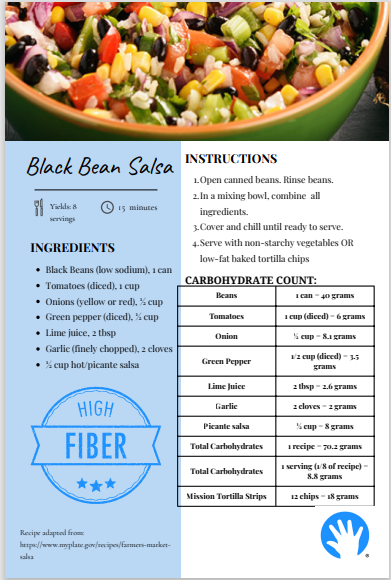 Black Bean Salsa
Yields: 8
servings
15 minutes
INGREDIENTS
Black Beans (low sodium), 1 can
Tomatoes (diced), 1 cup
Onions (yellow or red), ½ cup
Green pepper (diced), ½ cup
Lime juice, 2 tbsp
Garlic (finely chopped), 2 cloves
½ cup hot/picante salsa
HIGH
FIBER
Recipe adapted from:
https://www.myplate.gov/recipes/farmers-market-
salsa
INSTRUCTIONS
1. Open canned beans. Rinse beans.
2. In a mixing bowl, combine all
ingredients.
3. Cover and chill until ready to serve.
4. Serve with non-starchy vegetables OR
low-fat baked tortilla chips
CARBOHYDRATE COUNT:
Beans 1 can = 40 grams
Tomatoes 1 cup (diced) = 6 grams
Onion ½ cup = 8.1 grams
Green Pepper 1/2 cup (diced) = 3.5
grams
Lime Juice 2 tbsp = 2.6 grams
Garlic 2 cloves = 2 grams
Picante salsa ½ cup = 8 grams
Total Carbohydrates 1 recipe = 70.2 grams
Total Carbohydrates 1 serving (1/8 of recipe) =
8.8 grams
Mission Tortilla Strips 12 chips = 18 grams
®